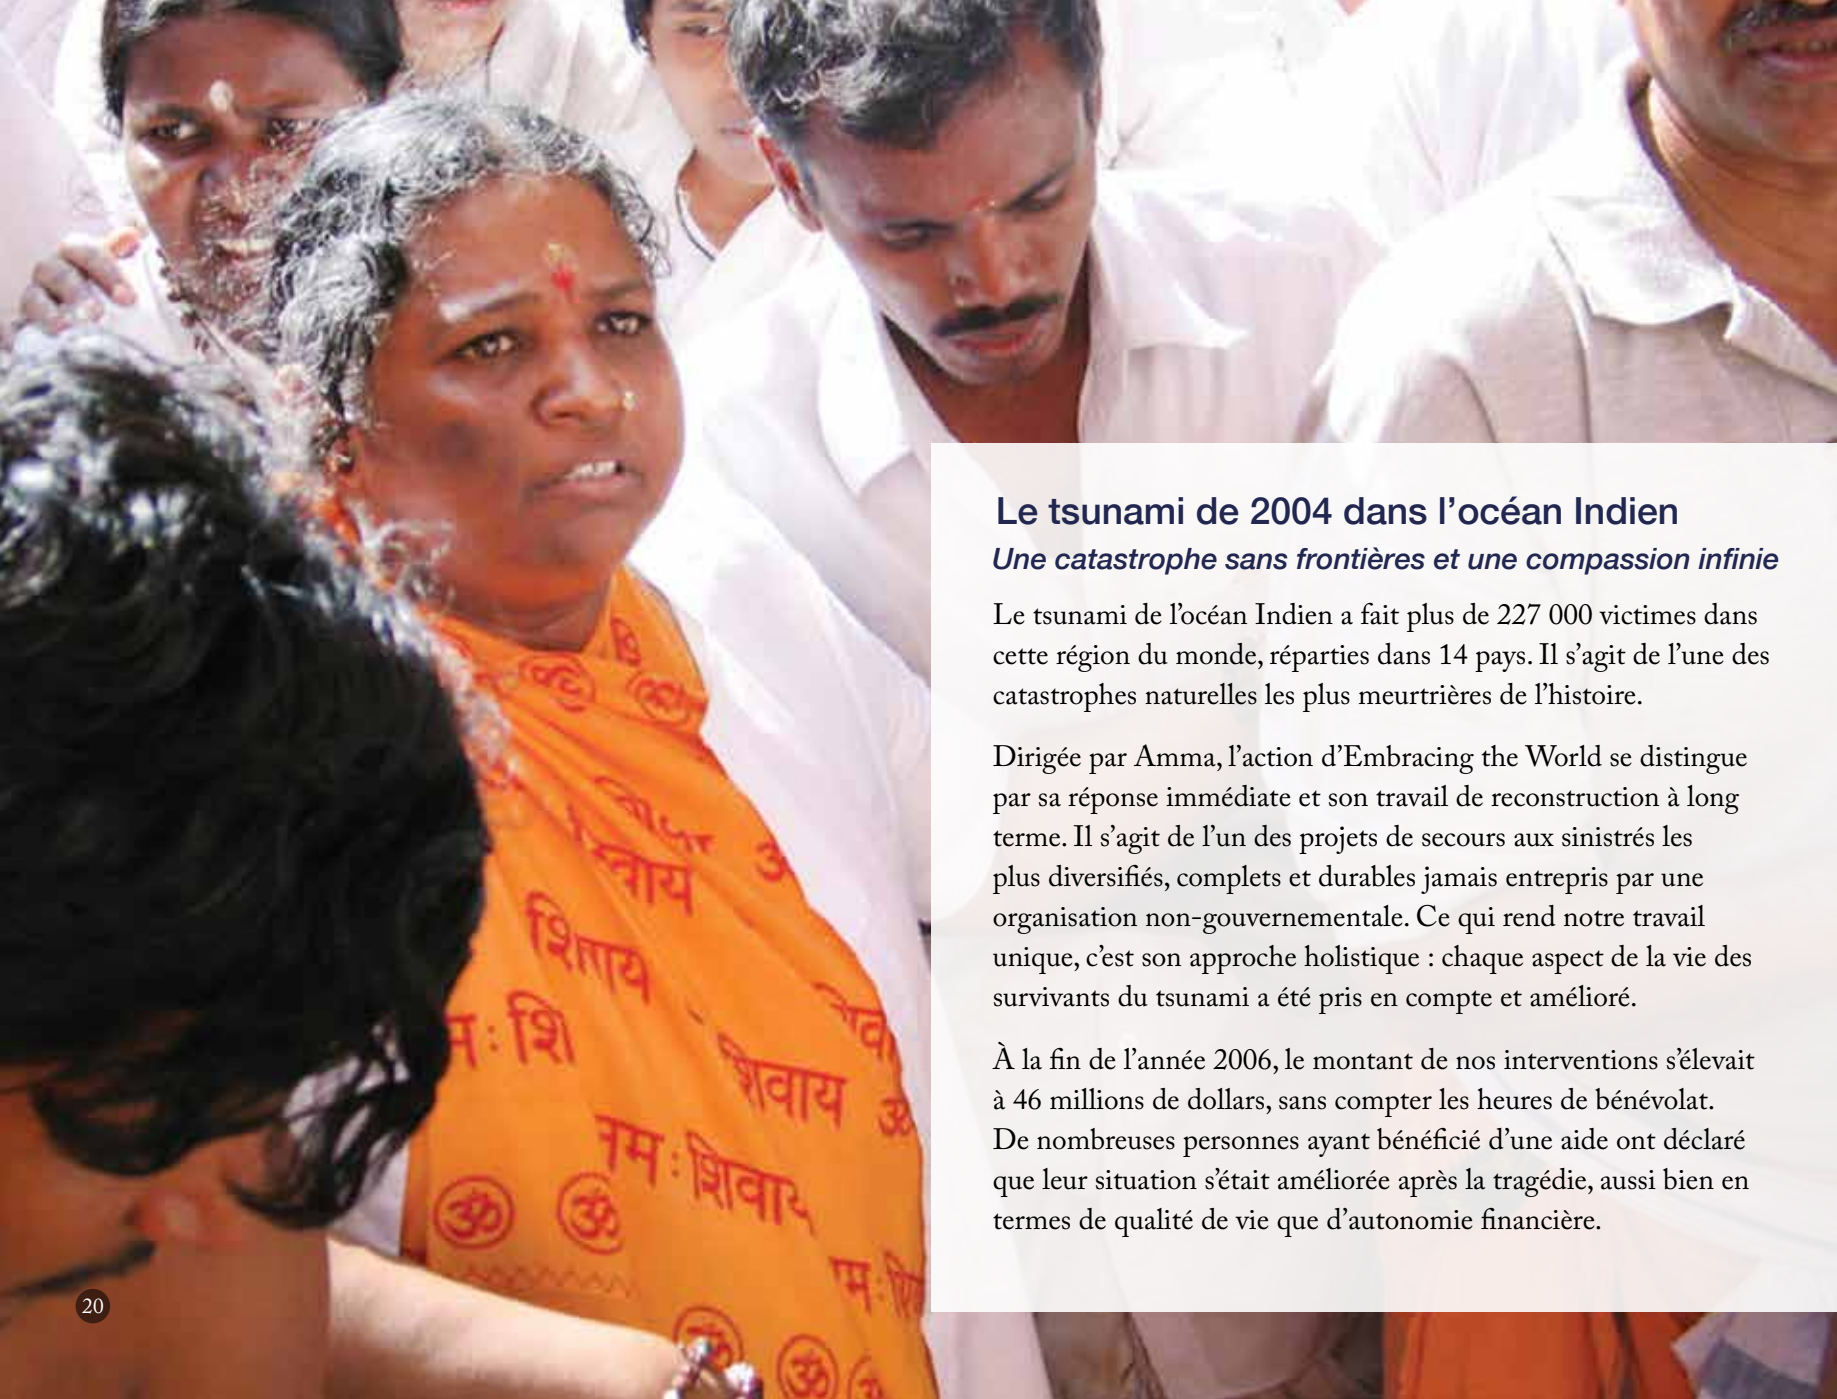 Le tsunami de 2004 dans l’océan Indien
Une catastrophe sans frontières et une compassion infinie
Le tsunami de l’océan Indien a fait plus de 227 000 victimes dans
cette région du monde, réparties dans 14 pays. Il s’agit de l’une des
catastrophes naturelles les plus meurtrières de l’histoire.
Dirigée par Amma, l’action d’Embracing the World se distingue
par sa réponse immédiate et son travail de reconstruction à long
terme. Il s’agit de l’un des projets de secours aux sinistrés les
plus diversifiés, complets et durables jamais entrepris par une
organisation non-gouvernementale. Ce qui rend notre travail
unique, c’est son approche holistique : chaque aspect de la vie des
survivants du tsunami a été pris en compte et amélioré.
À la fin de l’année 2006, le montant de nos interventions s’élevait
à 46 millions de dollars, sans compter les heures de bénévolat.
De nombreuses personnes ayant bénéficié d’une aide ont déclaré
que leur situation s’était améliorée après la tragédie, aussi bien en
termes de qualité de vie que d’autonomie financière.
नम : शिवाय
ॐ ॐ
20